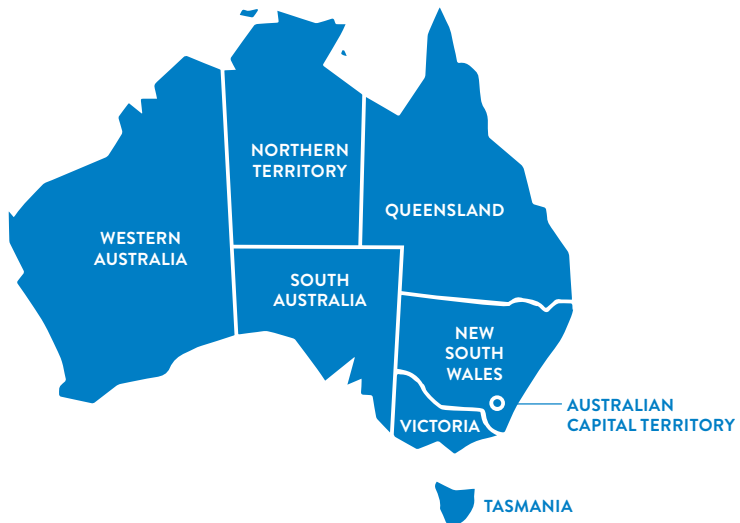 NORTHERN
TERRITORY
QUEENSLAND
WESTERN
AUSTRALIA
SOUTH
AUSTRALIA
NEW
SOUTH
WALES
AUSTRALIAN
CAPITAL TERRITORY
VICTORIA
TASMANIA